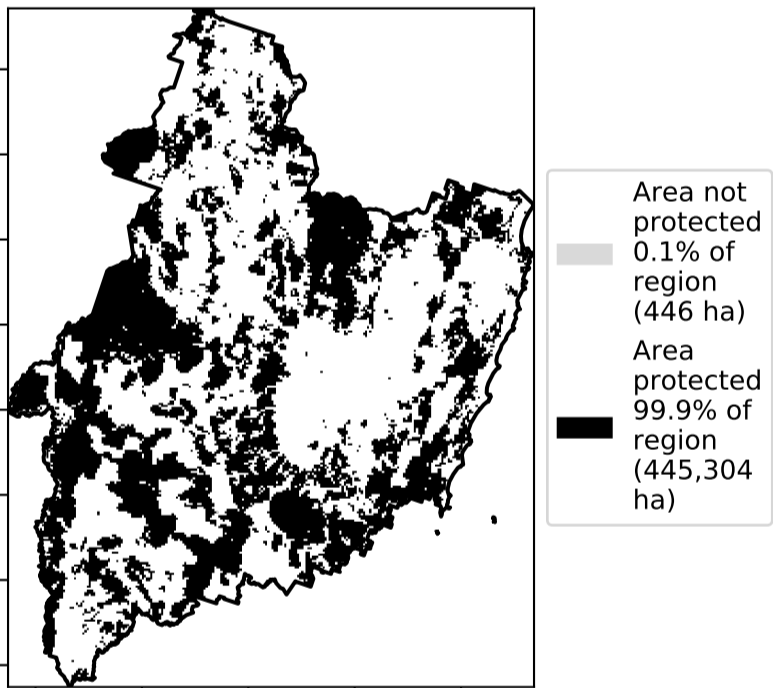 Area not
protected
0.1% of
region
(446 ha)
Area
protected
99.9% of
region
(445,304
ha)